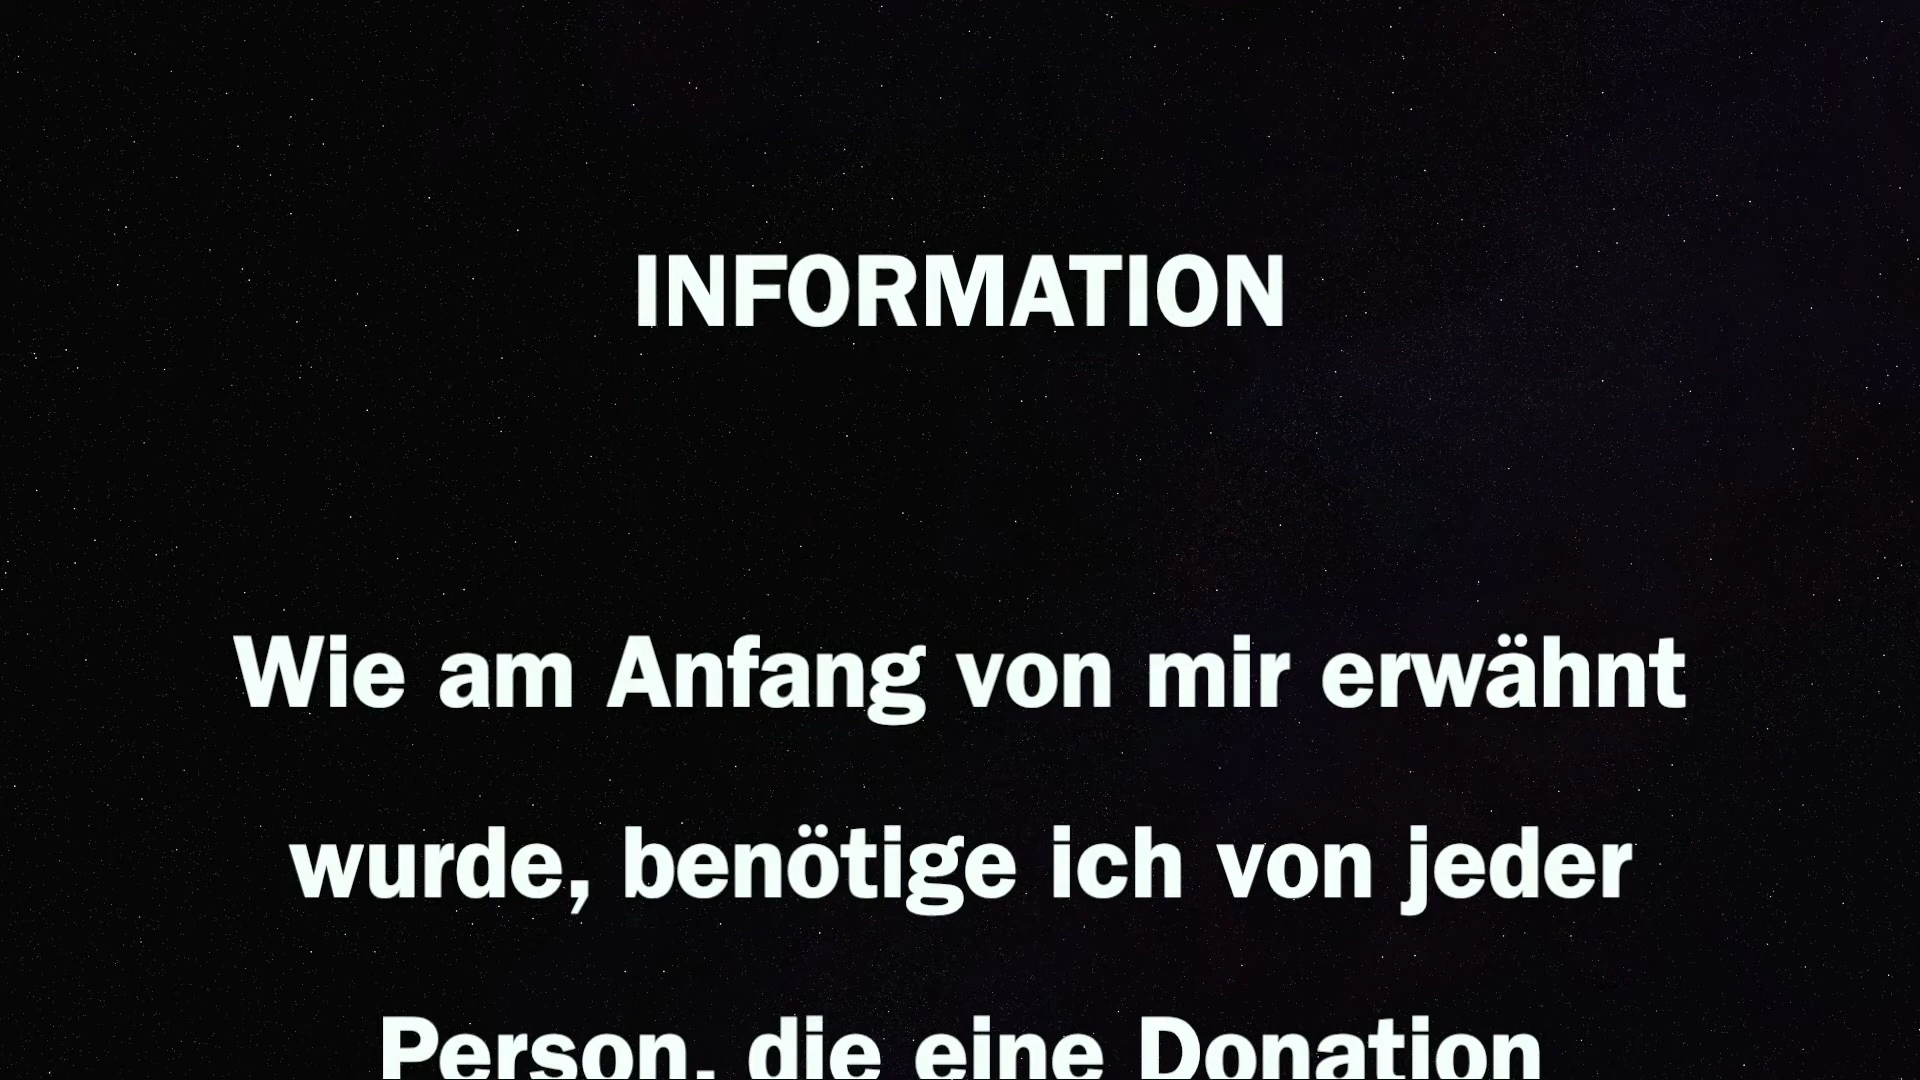 INFORMATION
Wie am Anfang von mir erwähnt
wurde, benötige ich von jeder
Person, die eine Donation